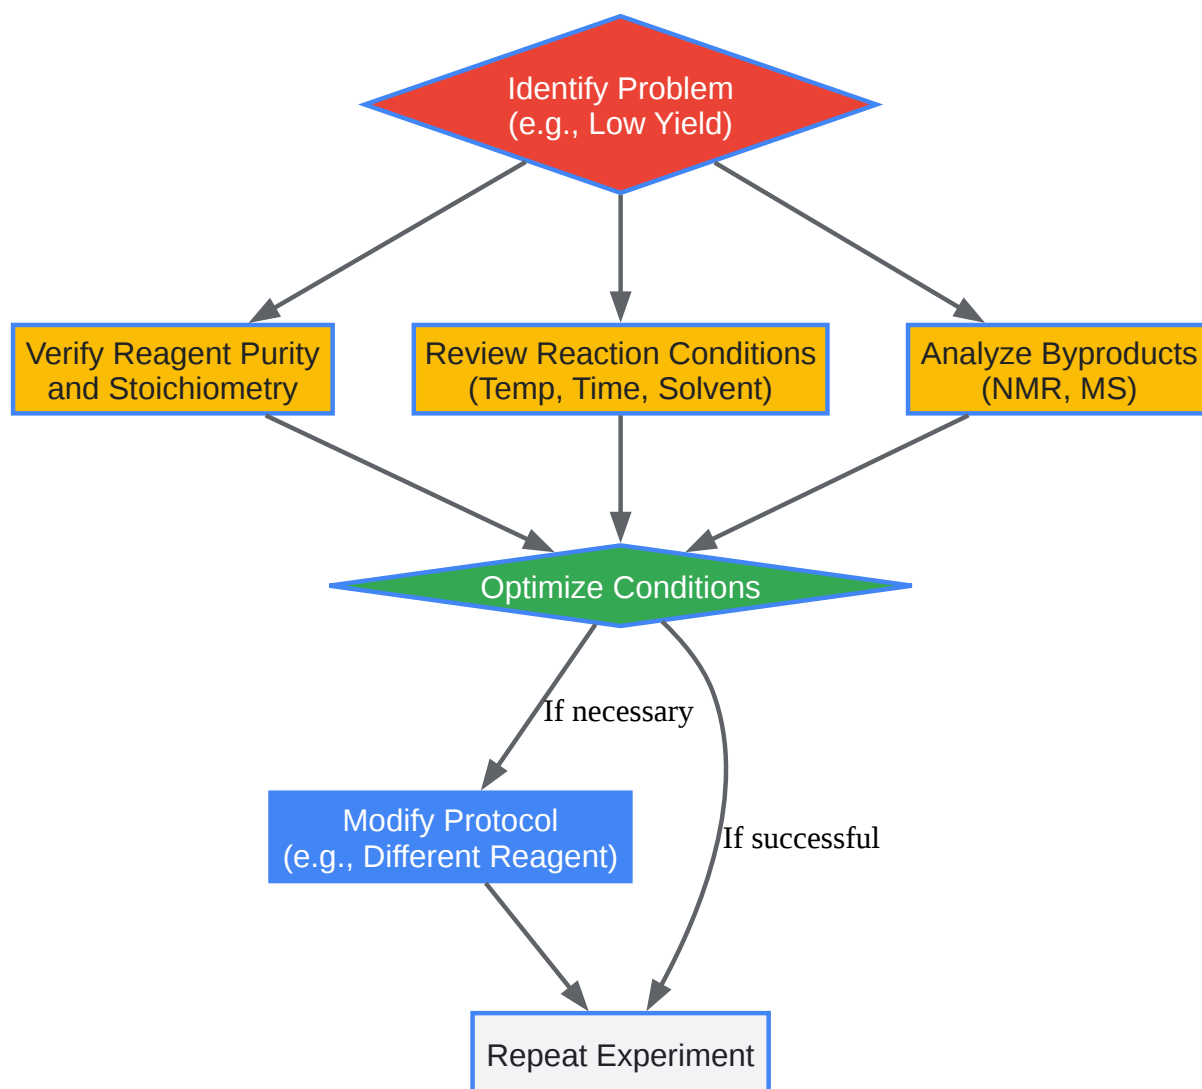 Identify Problem
(e.g., Low Yield)
Verify Reagent Purity
and Stoichiometry
Review Reaction Conditions
(Temp, Time, Solvent)
Analyze Byproducts
(NMR, MS)
Optimize Conditions
If necessary
Modify Protocol
(e.g., Different Reagent)
If successful
Repeat Experiment